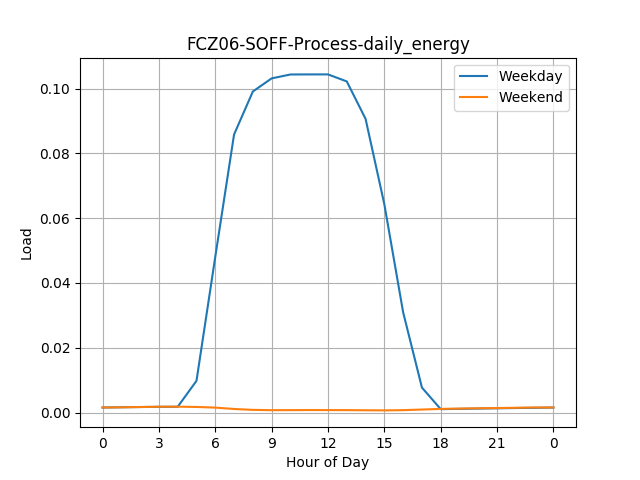 FCZ06-SOFF-Process-daily_energy
Weekday
Weekend
0.10
0.08
0.06
0.04
0.02
0.00
Load
0 3 6 9 12 15 18 21 0
Hour of Day